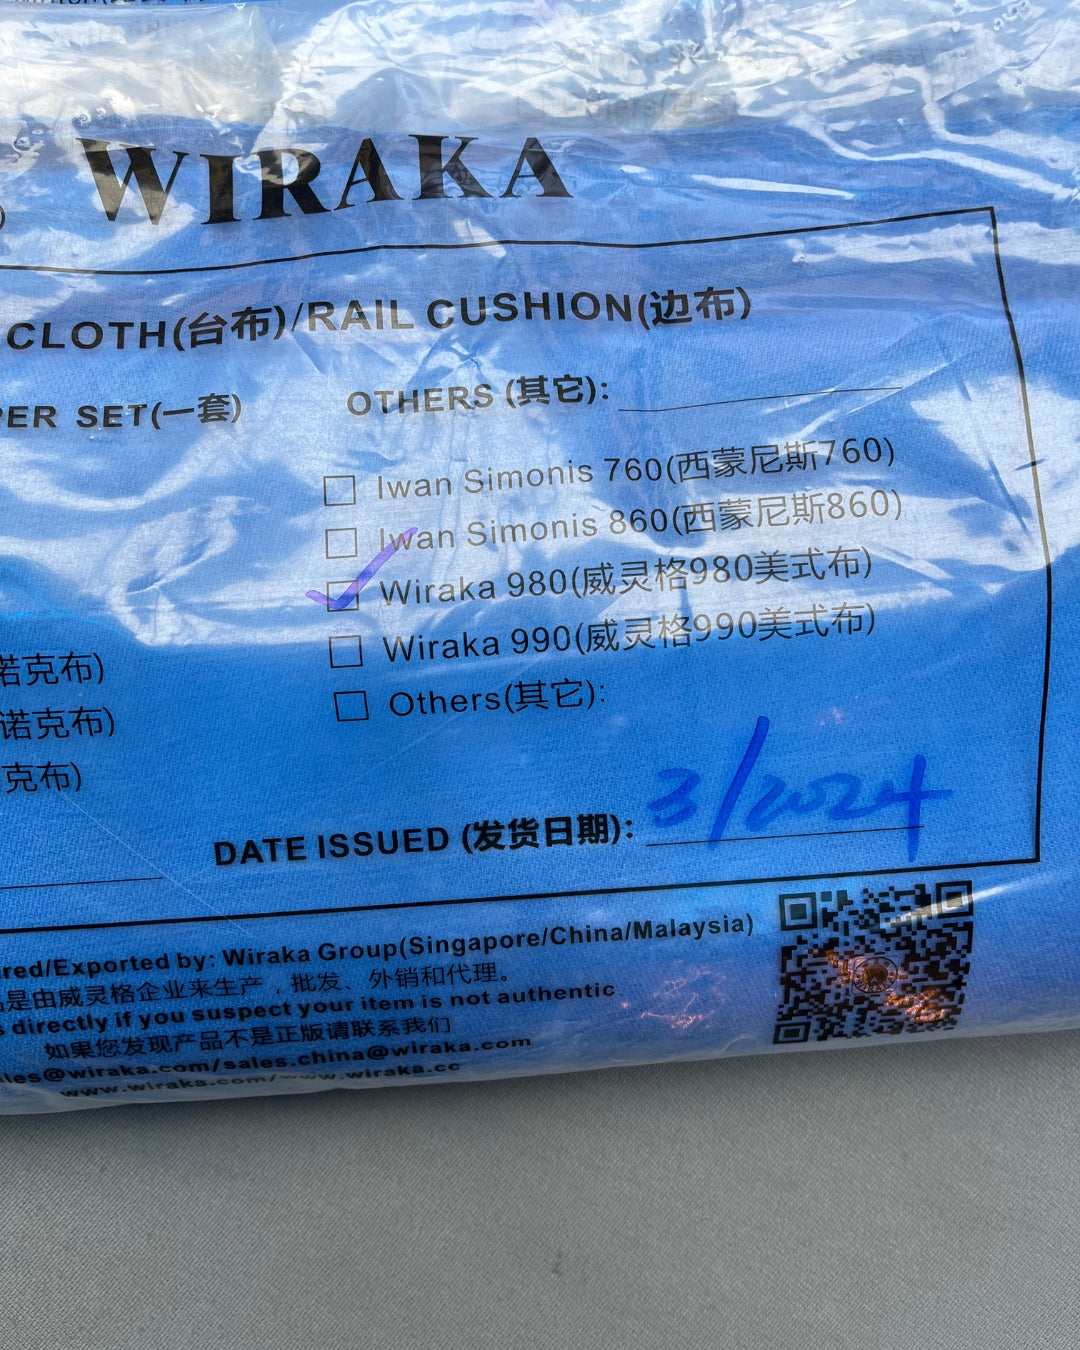 WIRAKA
CLOTH(台布)/RAIL CUSHION(边布)
PER SET(一套)
OTHERS (其它):
Iwan Simonis 760(西蒙尼斯760)
Iwan Simonis 860(西蒙尼斯860)
Wiraka 980(威灵格980美式布)
Wiraka 990(威灵格990美式布)
Others(其它):
诺克布)
诺克布)
克布)
DATE ISSUED (发货日期): 3/2024
red/Exported by: Wiraka Group(Singapore/China/Malaysia)
品是由威灵格企业来生产，批发、外销和代理。
s directly if you suspect your item is not authentic
如果您发现产品不是正版请联系我们
les@wiraka.com/sales.china@wiraka.com
www.wiraka.com/www.wiraka.cc